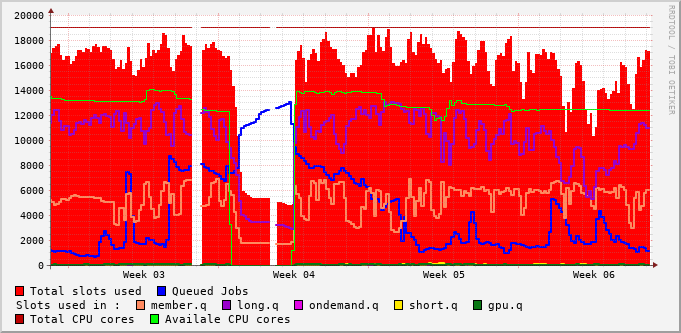 20000
18000
16000
14000
12000
10000
8000
6000
4000
2000
0
Week 03 Week 04 Week 05 Week 06
Total slots used Queued Jobs
Slots used in : member.q long.q ondemand.q short.q gpu.q
Total CPU cores Availale CPU cores
RRDTOOL / TOBI OETIKER